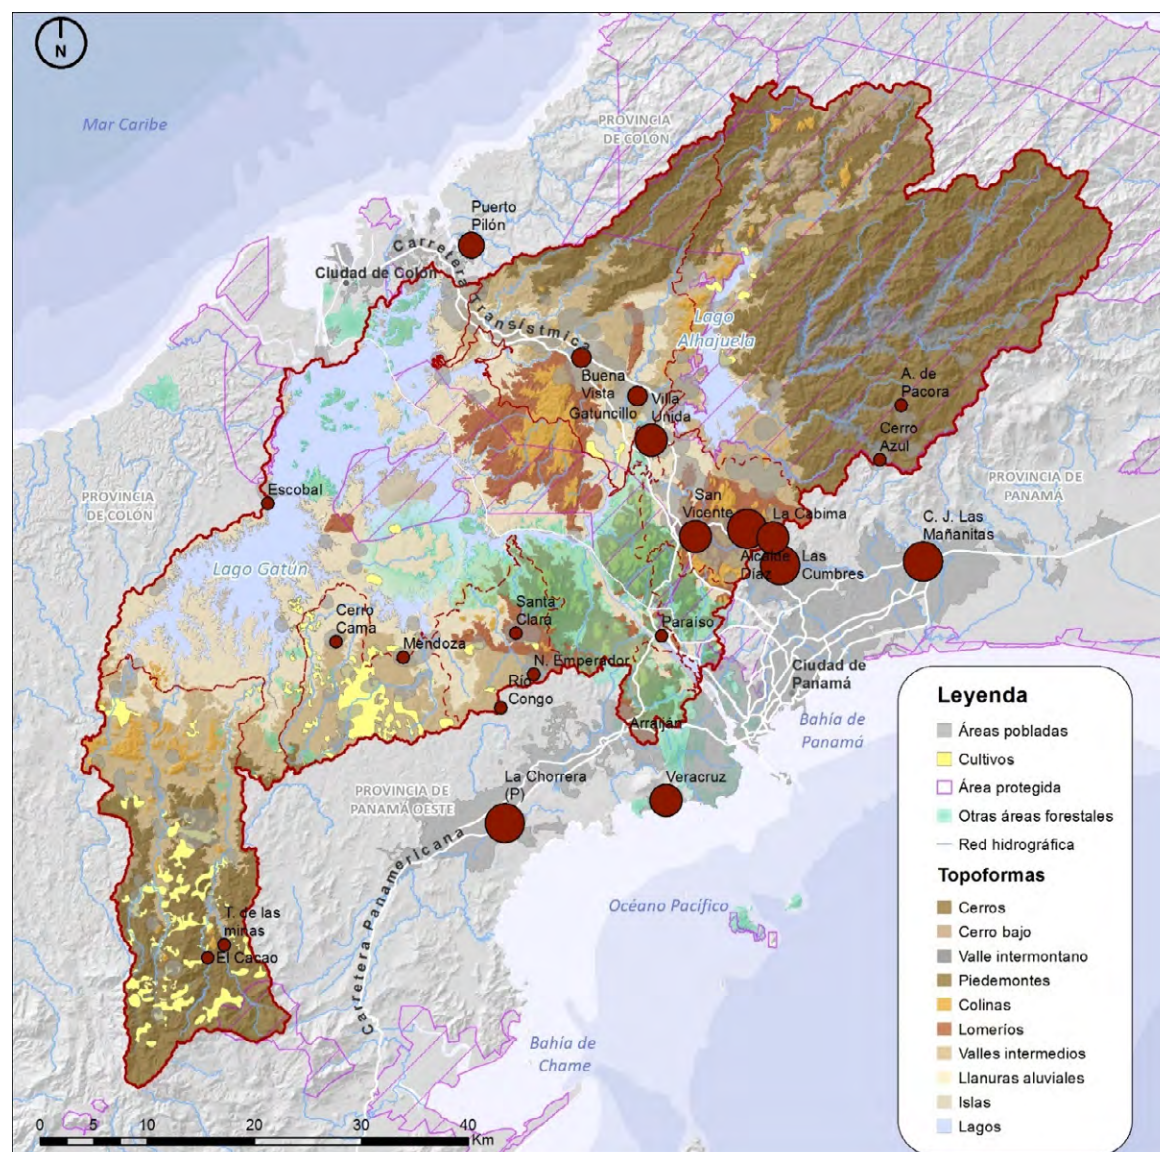 N
Mar Caribe
PROVINCIA
DE COLÓN
Puerto
Pilón
Carretera Transístmica
Ciudad de Colón
Lago
Alhajuela
Buena
Vista
A. de
Pacora
Gatuncillo
Villa
Unida
Cerro
Azul
PROVINCIA
DE COLÓN
Escobal
PROVINCIA DE
PANAMÁ
San
Vicente
La Cabima
C. J. Las
Mañanitas
Alcalde
Díaz
Las
Cumbres
Lago Gatún
Cerro
Cama
Mendoza
Santa
Clara
Paraíso
N. Emperador
Río
Congo
Ciudad de
Panamá
Arraiján
Bahía de
Panamá
PROVINCIA DE
PANAMÁ OESTE
La Chorrera
(P)
Veracruz
Carretera Panamericana
Océano Pacífico
T. de las
minas
El Cacao
Bahía de
Chame
0 10 20 30 40
Km
Leyenda
Áreas pobladas
Cultivos
Área protegida
Otras áreas forestales
Red hidrográfica
Topoformas
Cerros
Cerro bajo
Valle intermontano
Piedemontes
Colinas
Lomeríos
Valles intermedios
Llanuras aluviales
Islas
Lagos